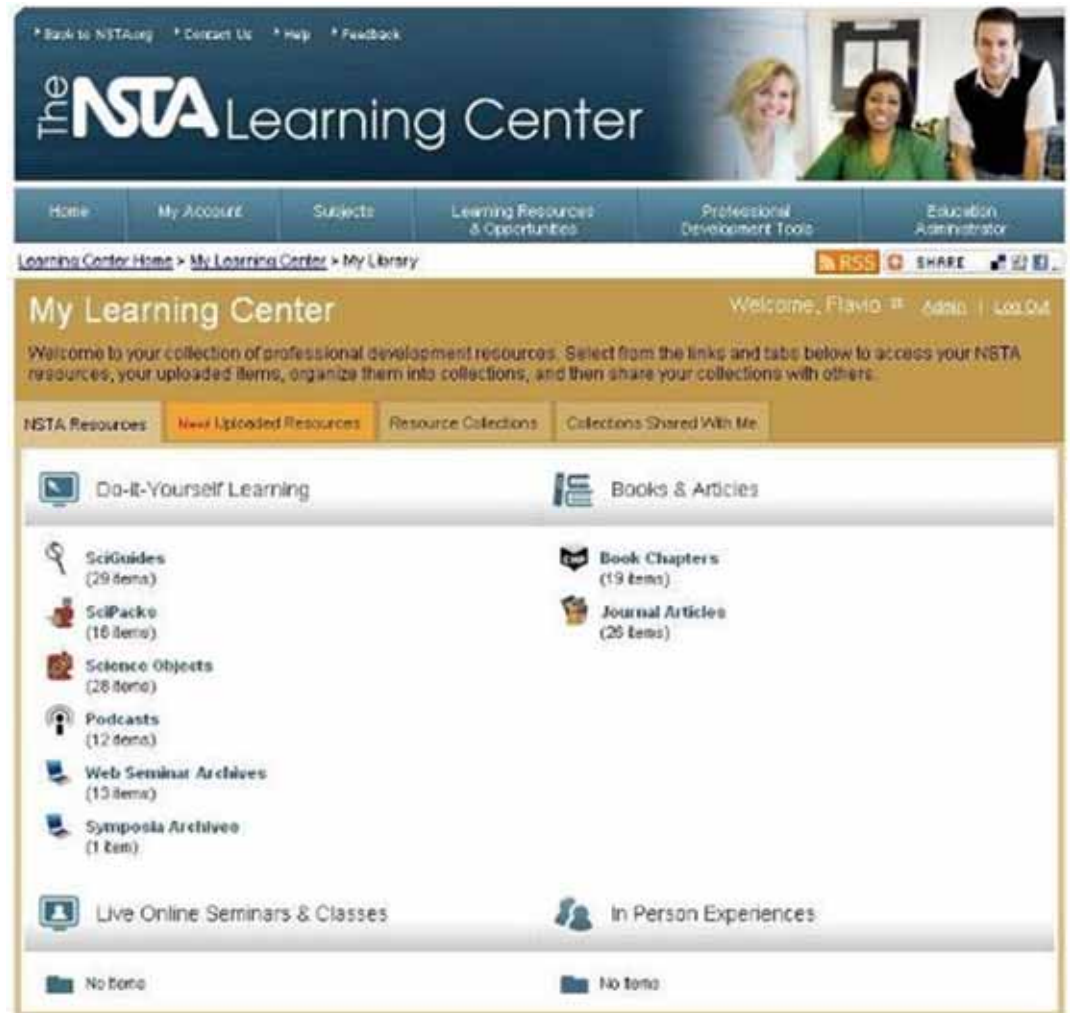 Back to NSTA.org Contact Us Help Feedback
The NSTA Learning Center
Home My Account Subjects Learning Resources & Opportunities Professional Development Tools Education Administrator
Learning Center Home > My Learning Center > My Library
RSS SHARE
My Learning Center
Welcome, Flavio Admin | Log Out
Welcome to your collection of professional development resources. Select from the links and tabs below to access your NSTA
resources, your uploaded items, organize them into collections, and then share your collections with others.
NSTA Resources New! Uploaded Resources Resource Collections Collections Shared With Me
Do-It-Yourself Learning
SciGuides
(29 items)
SciPacks
(16 items)
Science Objects
(28 items)
Podcasts
(12 items)
Web Seminar Archives
(13 items)
Symposia Archives
(1 item)
Books & Articles
Book Chapters
(19 items)
Journal Articles
(26 items)
Live Online Seminars & Classes
No Items
In Person Experiences
No Items